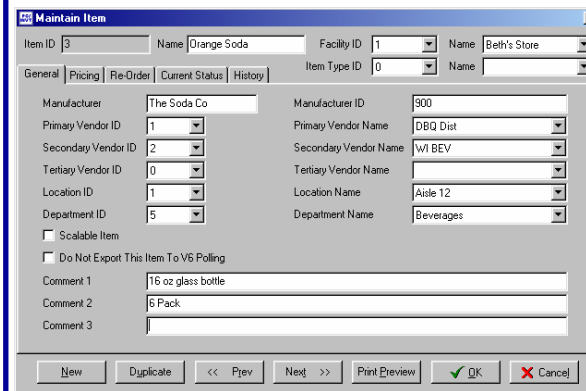 Maintain Item
Item ID 3 Name Orange Soda Facility ID 1 Name Beth's Store
Item Type ID 0 Name
General Pricing Re-Order Current Status History
Manufacturer The Soda Co Manufacturer ID 900
Primary Vendor ID 1 Primary Vendor Name DBQ Dist
Secondary Vendor ID 2 Secondary Vendor Name WI BEV
Tertiary Vendor ID 0 Tertiary Vendor Name
Location ID 1 Location Name Aisle 12
Department ID 5 Department Name Beverages
Scalable Item
Do Not Export This Item To V6 Polling
Comment 1 16 oz glass bottle
Comment 2 6 Pack
Comment 3
New Duplicate << Prev Next >> Print Preview OK Cancel